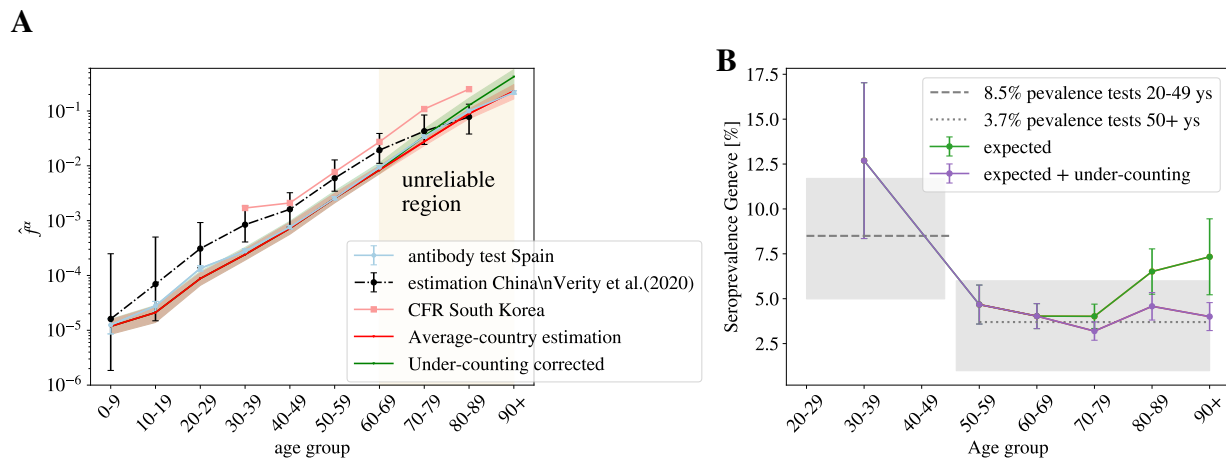 A
B
10⁻¹
10⁻²
10⁻³
10⁻⁴
10⁻⁵
10⁻⁶
f̂ᵅ
unreliable
region
antibody test Spain
estimation China\nVerity et al.(2020)
CFR South Korea
Average-country estimation
Under-counting corrected
0-9
10-19
20-29
30-39
40-49
50-59
60-69
70-79
80-89
90+
age group
17.5
15.0
12.5
10.0
7.5
5.0
2.5
Seroprevalence Geneve [%]
8.5% pevalence tests 20-49 ys
3.7% pevalence tests 50+ ys
expected
expected + under-counting
20-29
30-39
40-49
50-59
60-69
70-79
80-89
90+
Age group